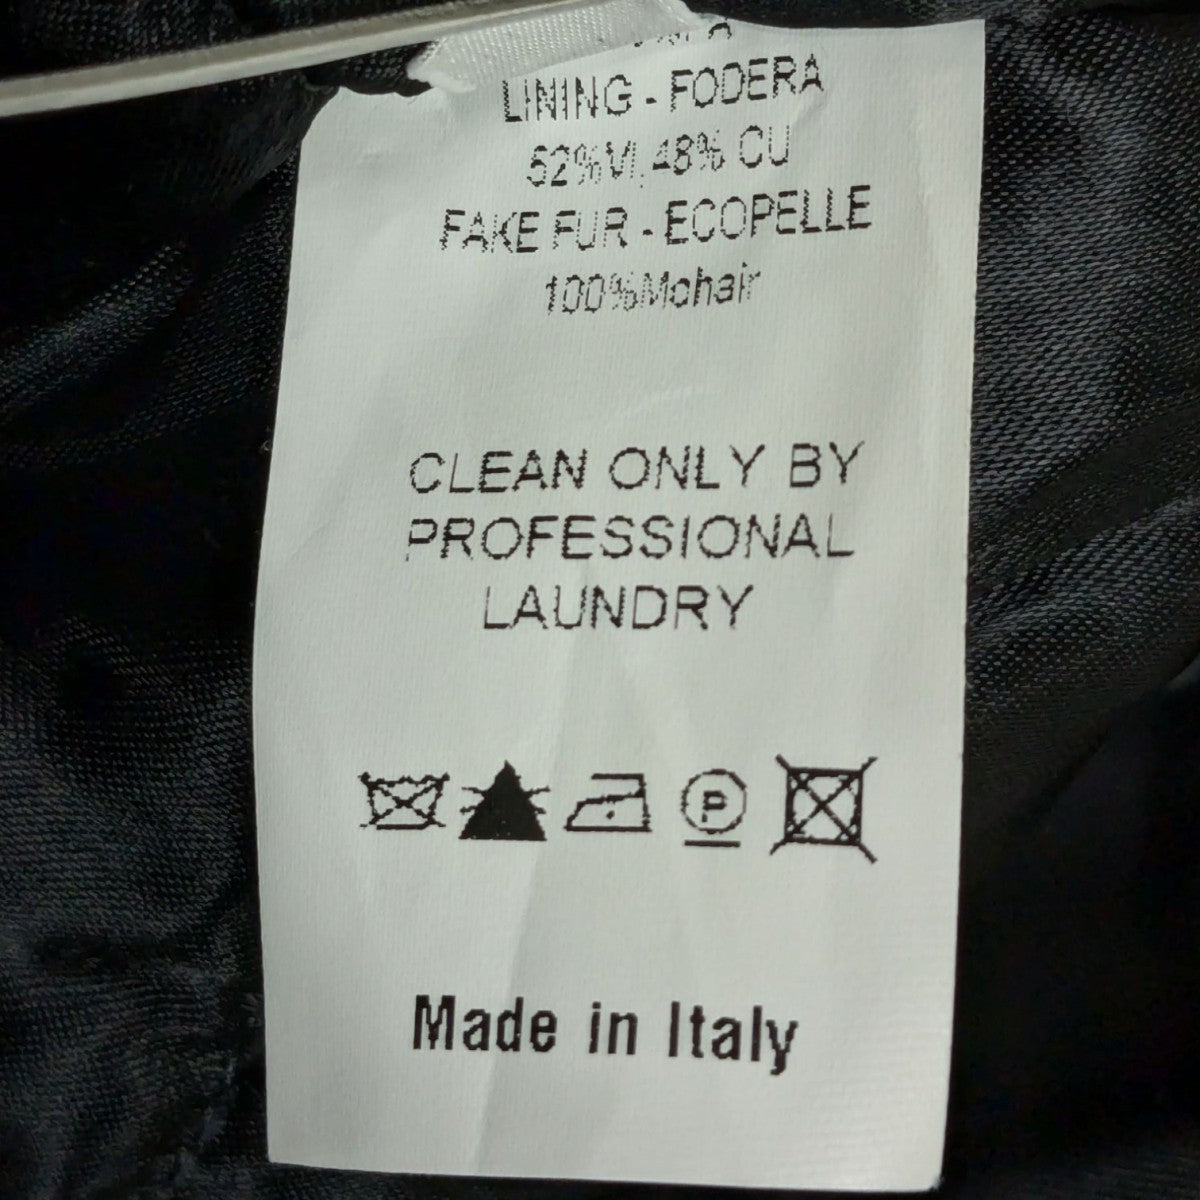 LINING - FODERA
52%VI, 48% CU
FAKE FUR - ECOPELLE
100%Mohair
CLEAN ONLY BY
PROFESSIONAL
LAUNDRY
P
Made in Italy